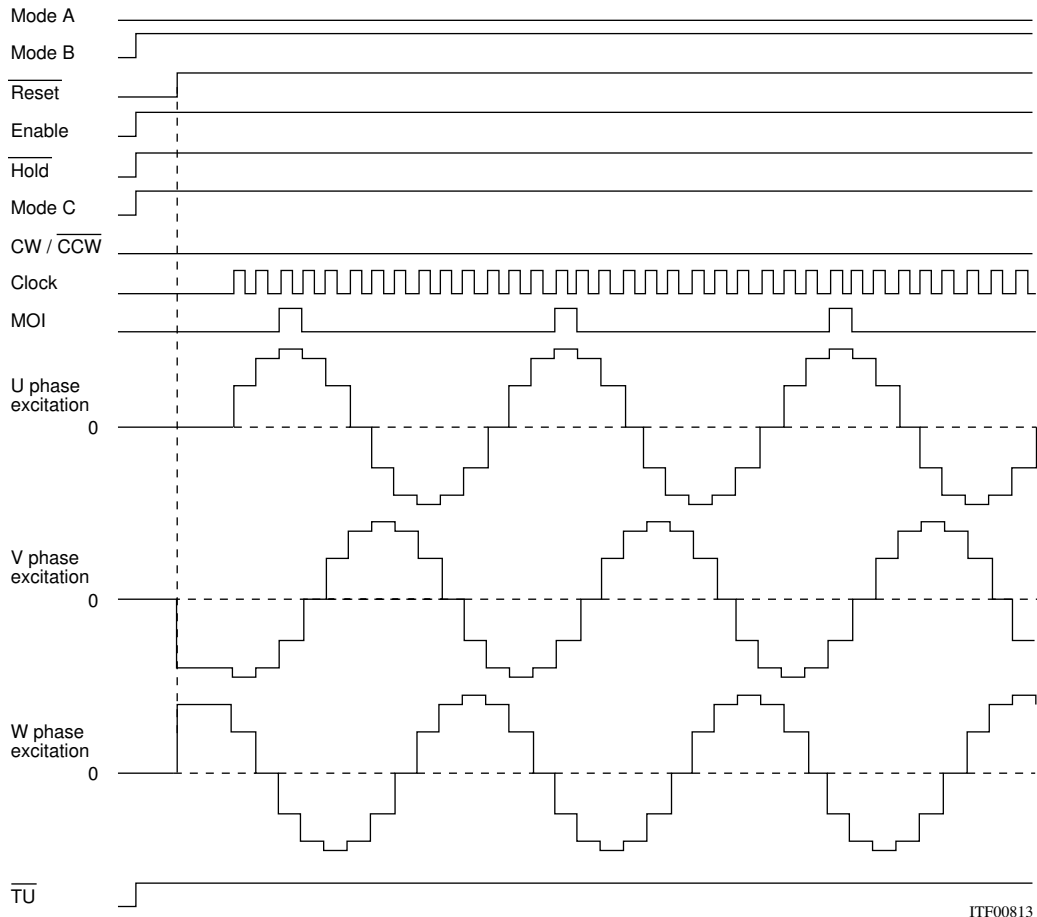 Mode A
Mode B
Reset
Enable
Hold
Mode C
CW / CCW
Clock
MOI
U phase
excitation
0
V phase
excitation
0
W phase
excitation
0
TU
ITF00813